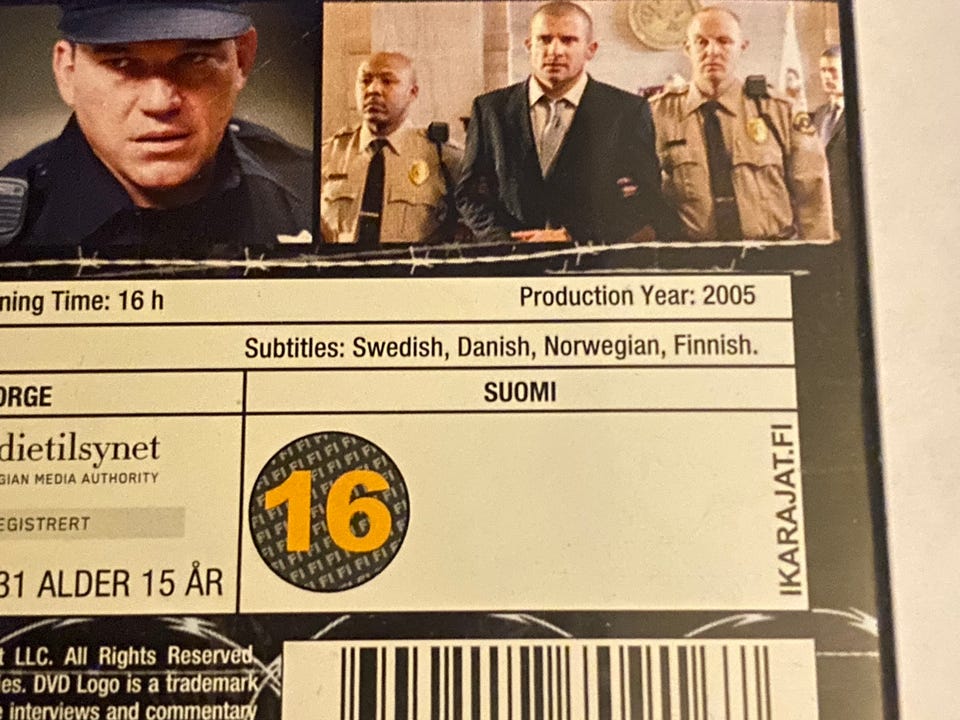 ning Time: 16 h
Production Year: 2005
Subtitles: Swedish, Danish, Norwegian, Finnish.
ORGE
SUOMI
dietilsynet
GIAN MEDIA AUTHORITY
EGISTRERT
31 ALDER 15 ÅR
16
IKARAJAT.FI
t LLC. All Rights Reserved.
es. DVD Logo is a trademark
e interviews and commentary